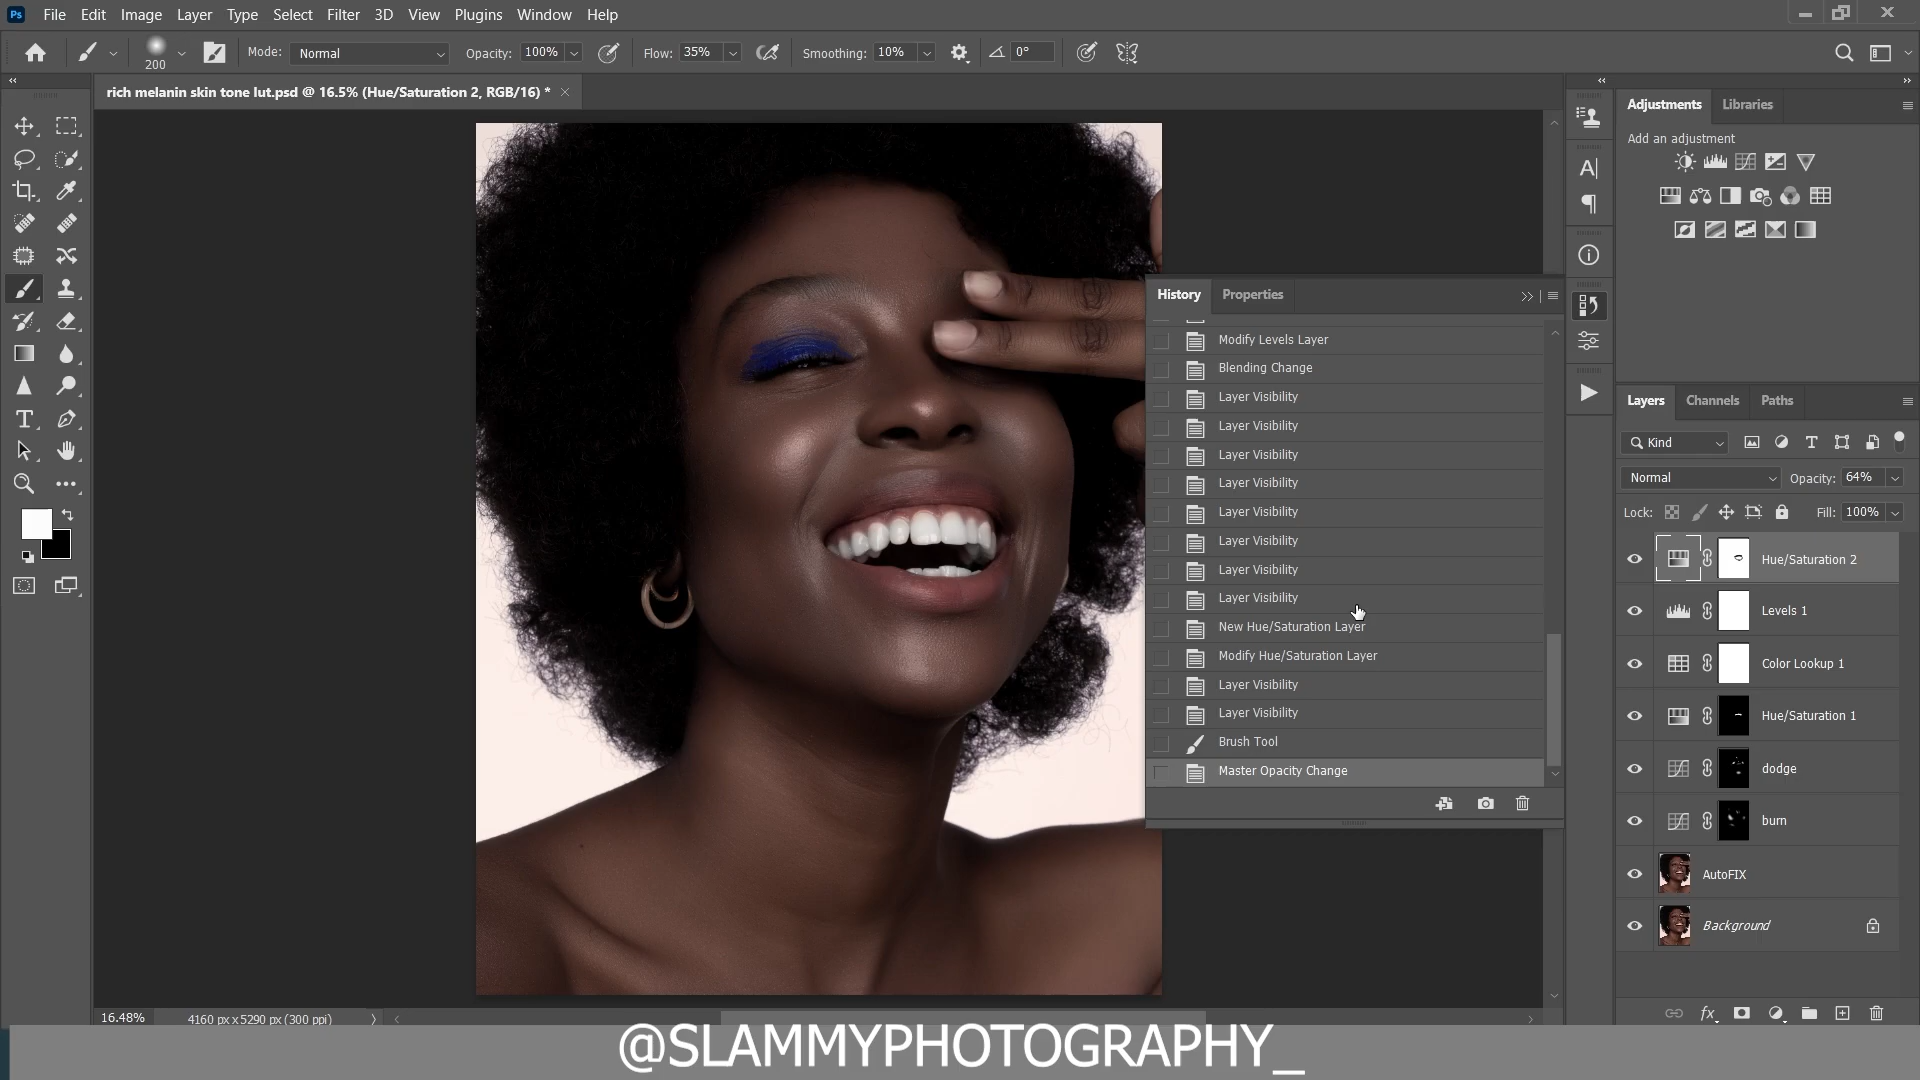 Ps File Edit Image Layer Type Select Filter 3D View Plugins Window Help
200 Mode: Normal Opacity: 100% Flow: 35% Smoothing: 10% 0°
rich melanin skin tone lut.psd @ 16.5% (Hue/Saturation 2, RGB/16) *
Adjustments Libraries
Add an adjustment
History Properties
Modify Levels Layer
Blending Change
Layer Visibility
Layer Visibility
Layer Visibility
Layer Visibility
Layer Visibility
Layer Visibility
Layer Visibility
Layer Visibility
New Hue/Saturation Layer
Modify Hue/Saturation Layer
Layer Visibility
Layer Visibility
Brush Tool
Master Opacity Change
Layers Channels Paths
Kind
Normal Opacity: 64%
Lock: Fill: 100%
Hue/Saturation 2
Levels 1
Color Lookup 1
Hue/Saturation 1
dodge
burn
AutoFIX
Background
16.48% 4160 px x 5290 px (300 ppi)
@SLAMMYPHOTOGRAPHY_